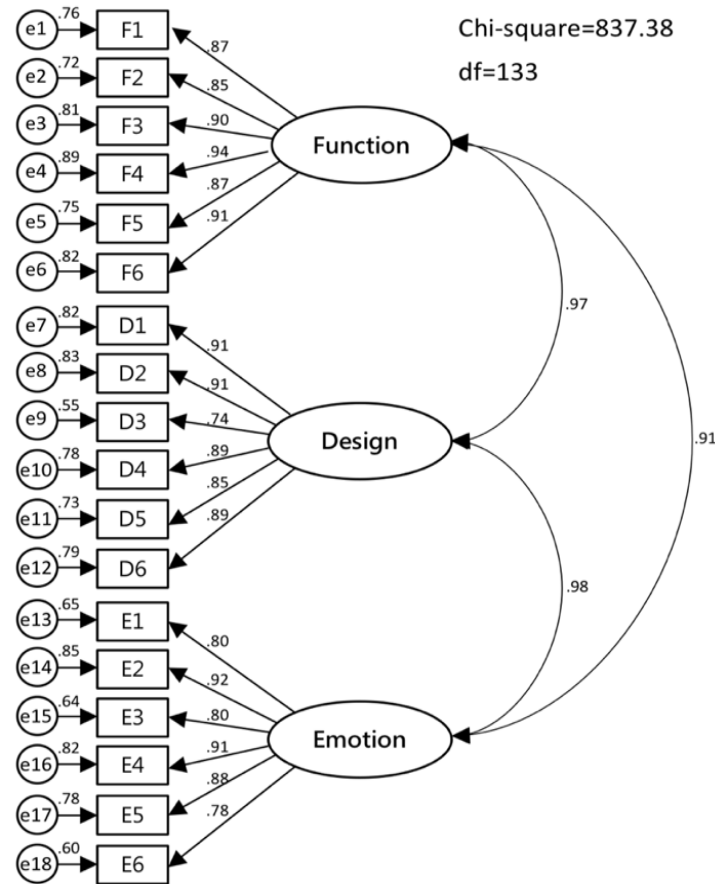 Chi-square=837.38
df=133
e1 .76 F1 .87
e2 .72 F2 .85
e3 .81 F3 .90
e4 .89 F4 .94
e5 .75 F5 .87
e6 .82 F6 .91
Function
e7 .82 D1 .91
e8 .83 D2 .91
e9 .55 D3 .74
e10 .78 D4 .89
e11 .73 D5 .85
e12 .79 D6 .89
Design
e13 .65 E1 .80
e14 .85 E2 .92
e15 .64 E3 .80
e16 .82 E4 .91
e17 .78 E5 .88
e18 .60 E6 .78
Emotion
.97
.91
.98